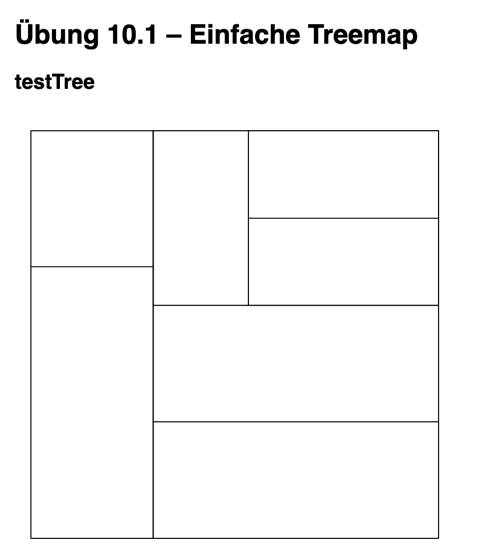 Übung 10.1 – Einfache Treemap
testTree